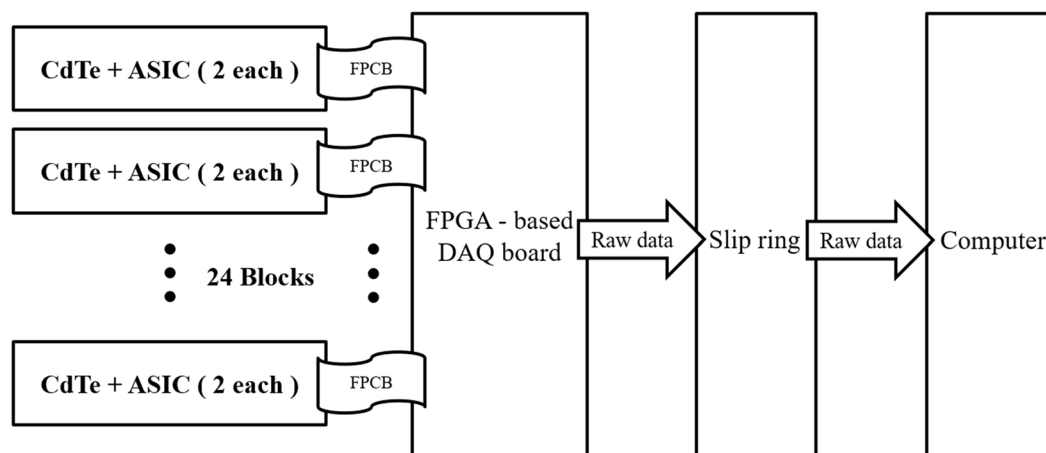 CdTe + ASIC ( 2 each )
FPCB
CdTe + ASIC ( 2 each )
FPCB
FPGA - based
DAQ board
Raw data
Slip ring
Raw data
Computer
24 Blocks
CdTe + ASIC ( 2 each )
FPCB